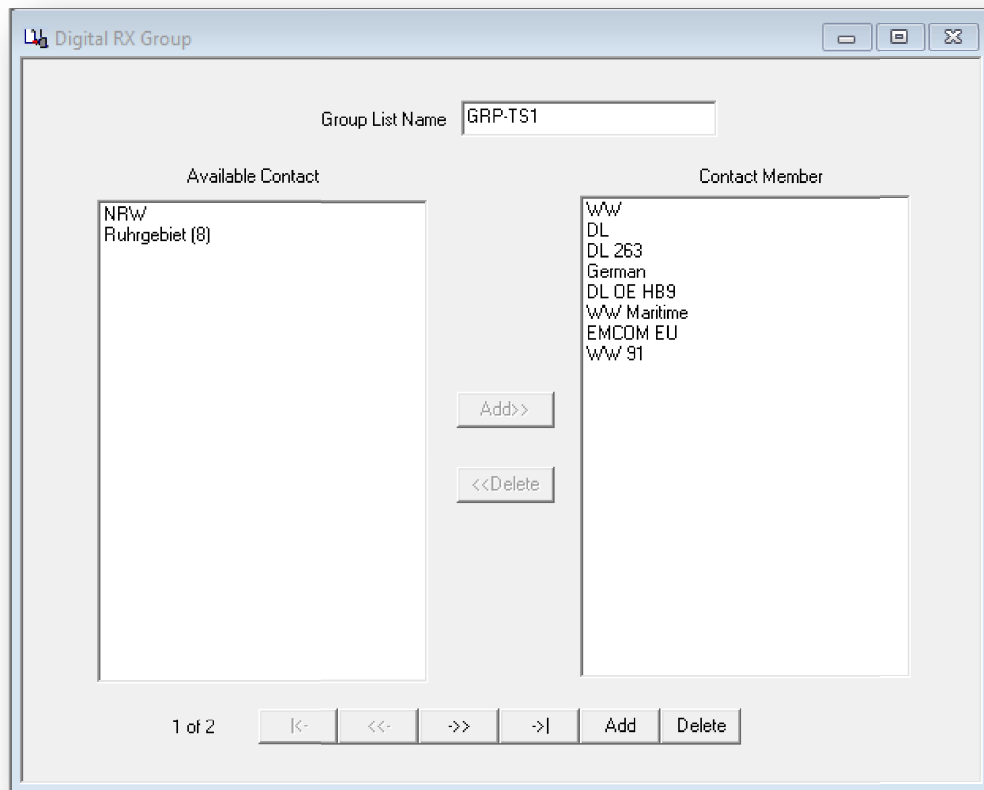 Digital RX Group
Group List Name GRP-TS1
Available Contact
NRW
Ruhrgebiet (8)
Contact Member
WW
DL
DL 263
German
DL OE HB9
WW Maritime
EMCOM EU
WW 91
Add>>
<<Delete
1 of 2 |<- <<- ->> ->| Add Delete